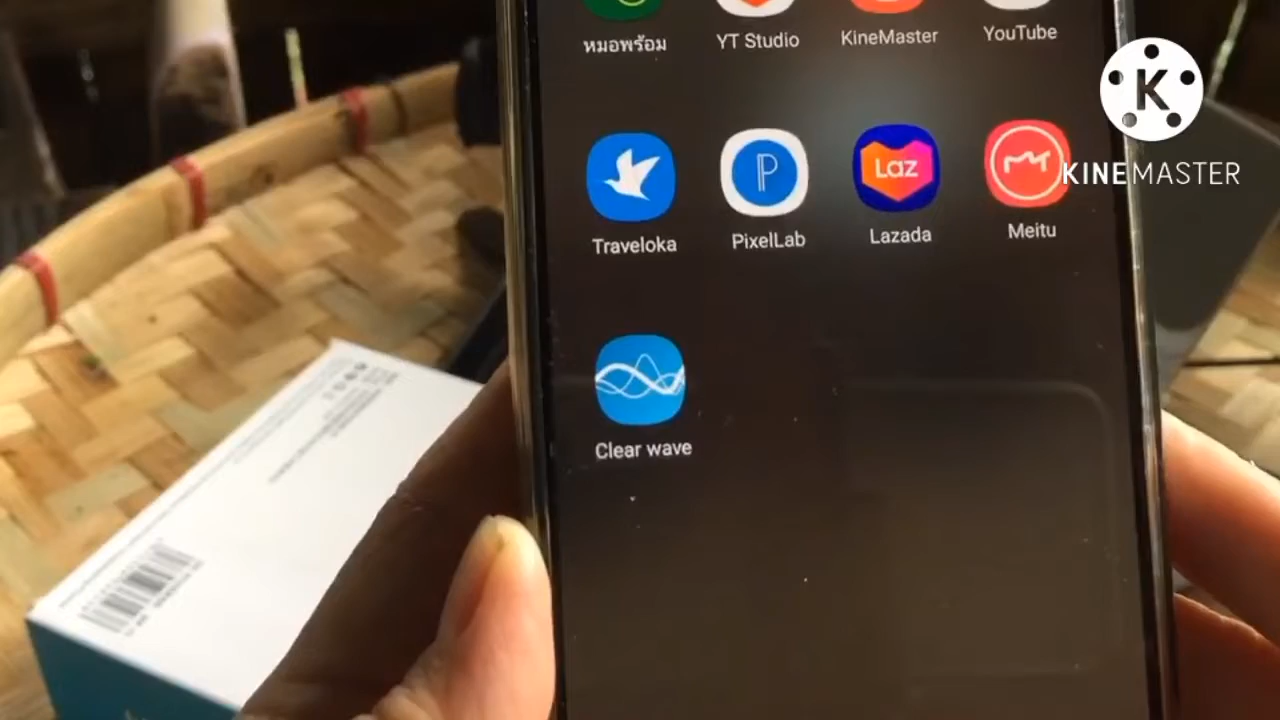 หมอพร้อม
YT Studio
KineMaster
YouTube
K
KINEMASTER
Traveloka
PixelLab
Laz
Lazada
Meitu
Clear wave